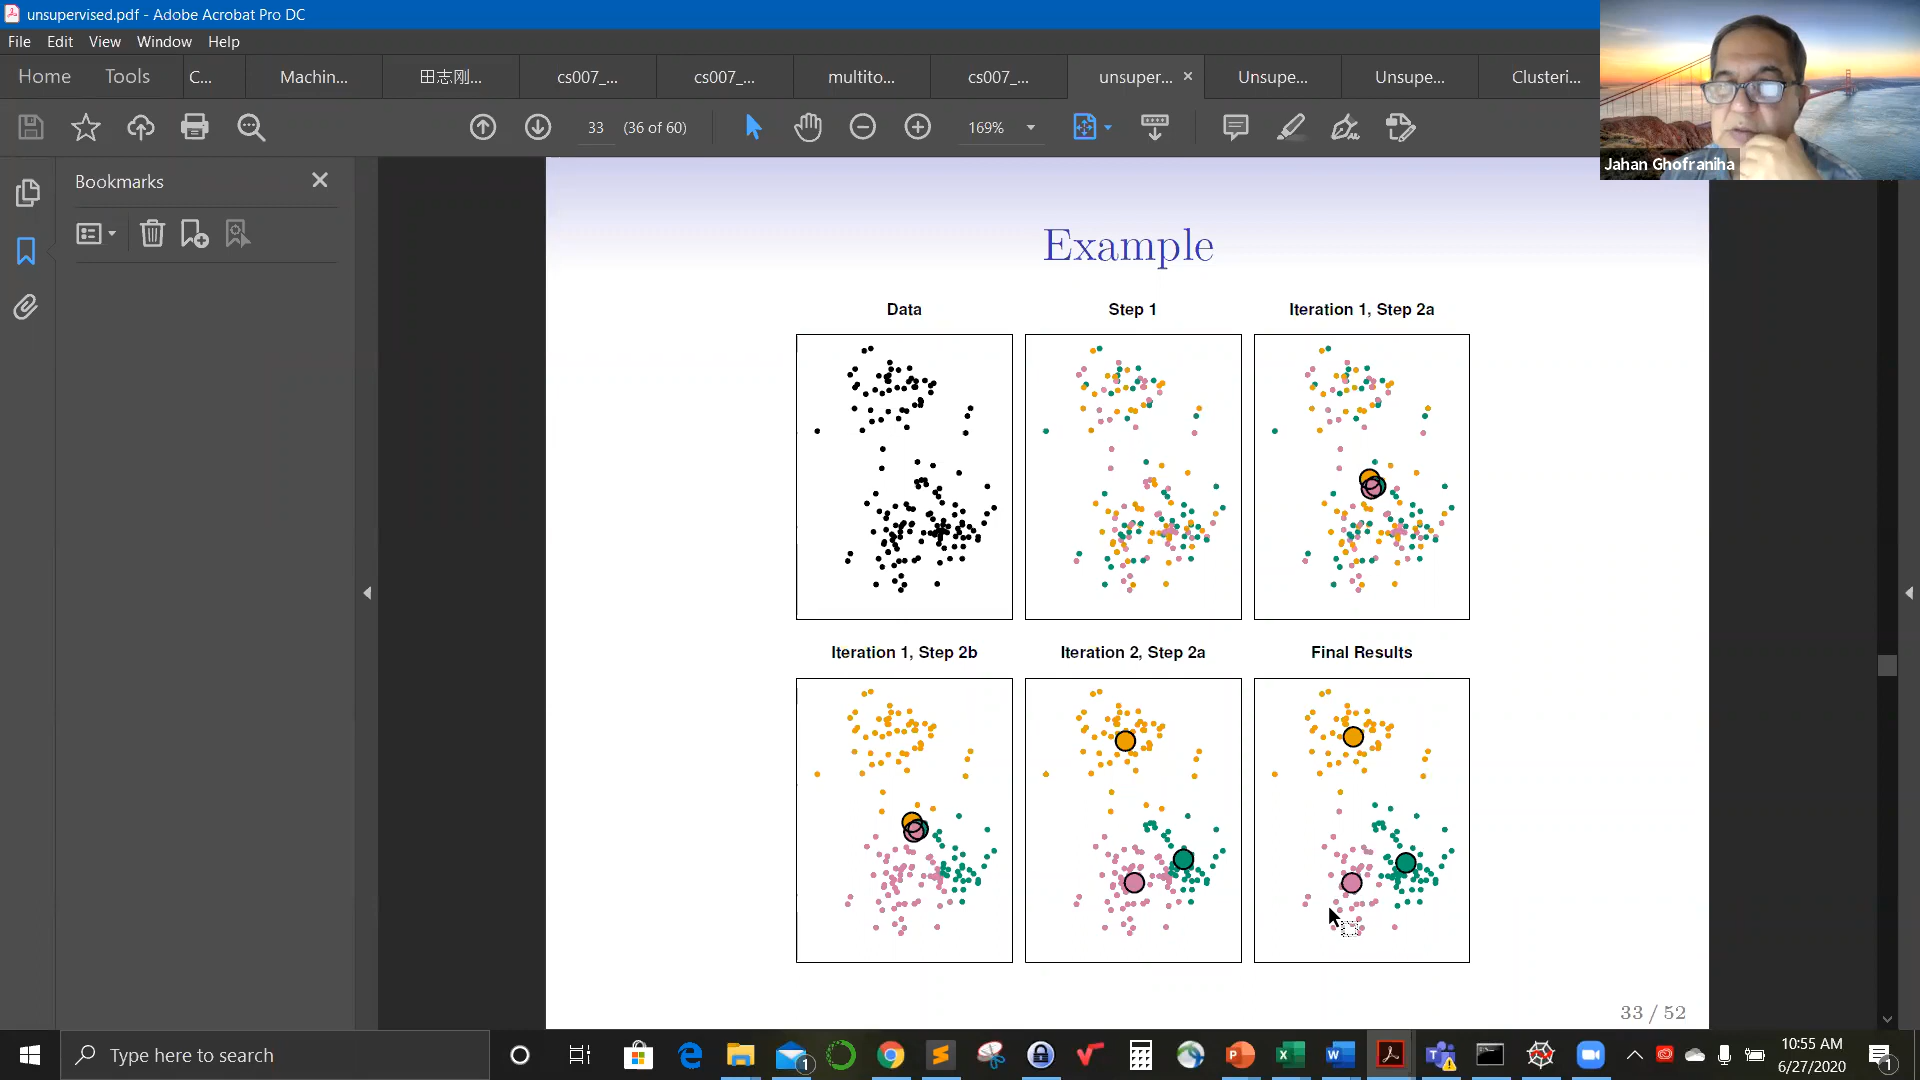 unsupervised.pdf - Adobe Acrobat Pro DC
File Edit View Window Help
Home Tools C... Machin... 田志刚... cs007_... cs007_... multito... cs007_... unsuper... × Unsupe... Unsupe... Clusteri...
33 (36 of 60) 169%
Jahan Ghofraniha
Bookmarks
Example
Data Step 1 Iteration 1, Step 2a
Iteration 1, Step 2b Iteration 2, Step 2a Final Results
33 / 52
Type here to search
1
10:55 AM
6/27/2020
1